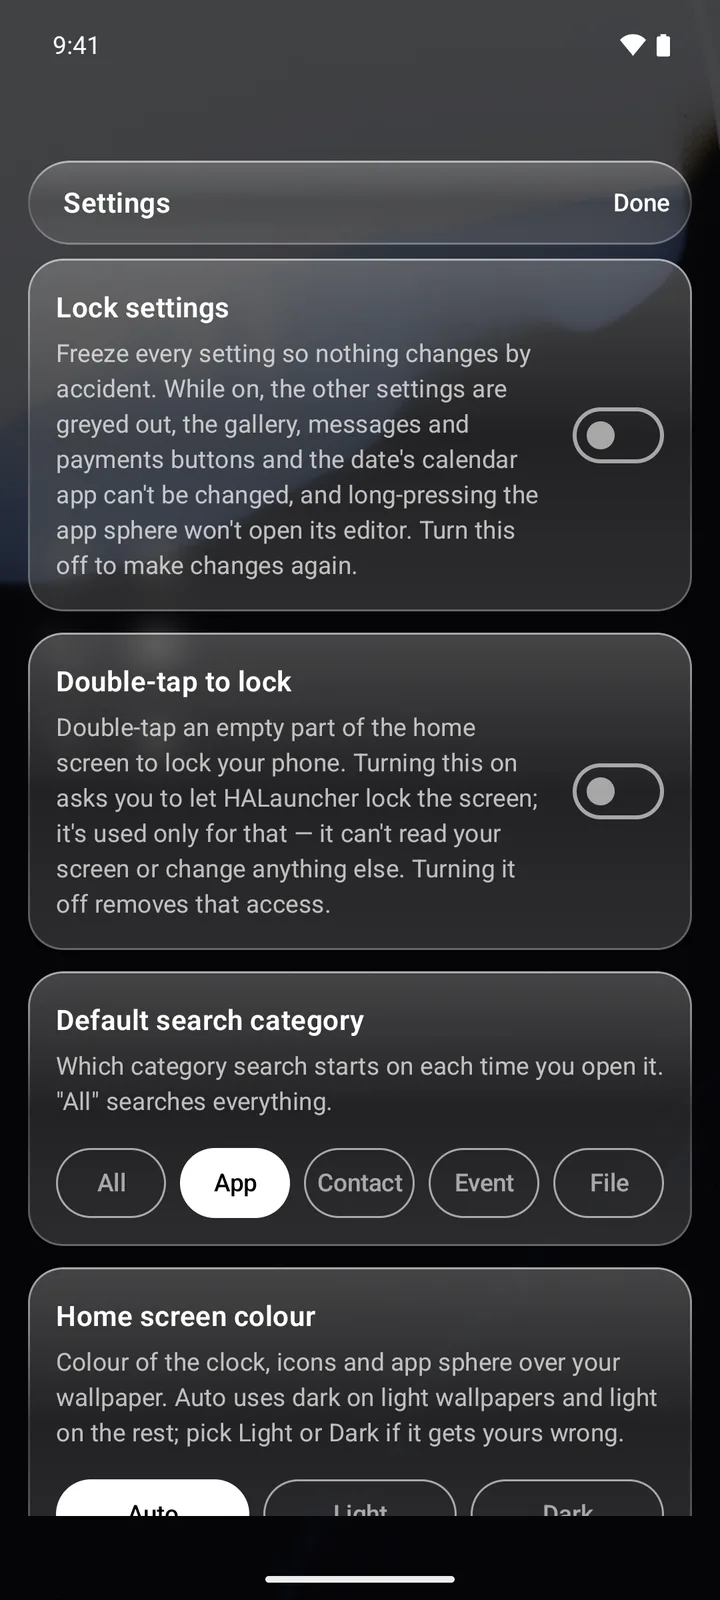 9:41
Settings
Done
Lock settings
Freeze every setting so nothing changes by
accident. While on, the other settings are
greyed out, the gallery, messages and
payments buttons and the date's calendar
app can't be changed, and long-pressing the
app sphere won't open its editor. Turn this
off to make changes again.
Double-tap to lock
Double-tap an empty part of the home
screen to lock your phone. Turning this on
asks you to let HALauncher lock the screen;
it's used only for that — it can't read your
screen or change anything else. Turning it
off removes that access.
Default search category
Which category search starts on each time you open it.
"All" searches everything.
All
App
Contact
Event
File
Home screen colour
Colour of the clock, icons and app sphere over your
wallpaper. Auto uses dark on light wallpapers and light
on the rest; pick Light or Dark if it gets yours wrong.
Auto
Light
Dark